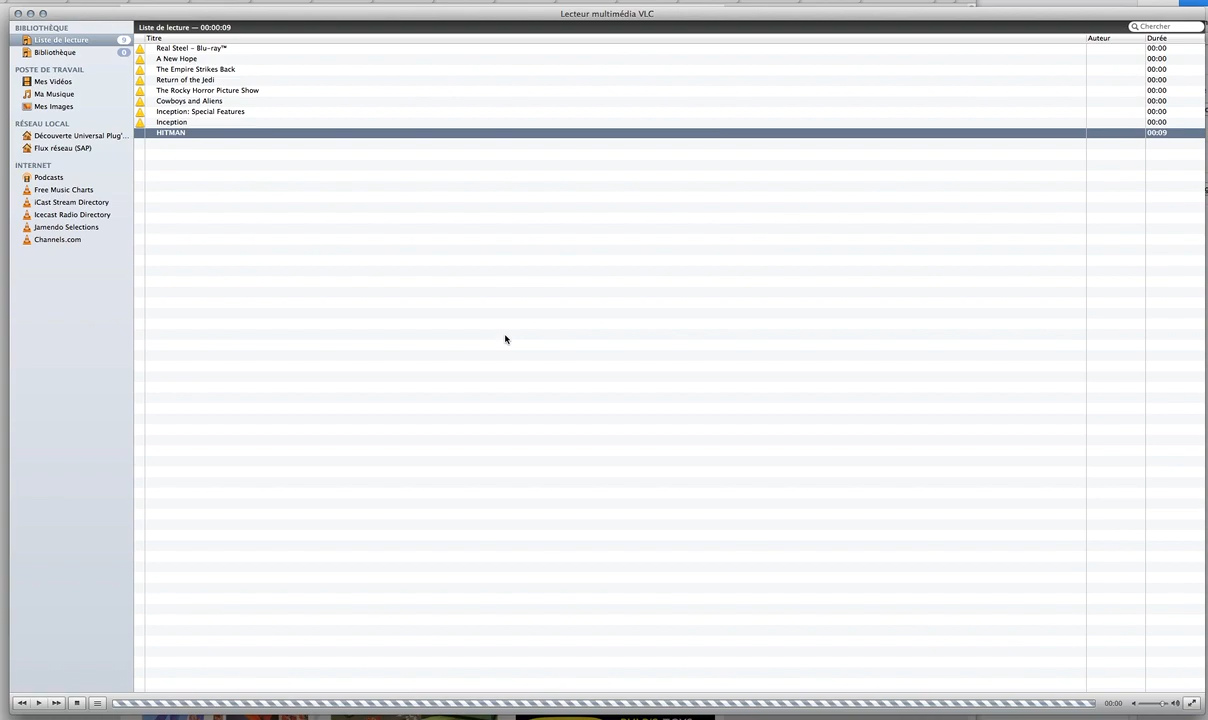 Lecteur multimédia VLC
BIBLIOTHÈQUE
Liste de lecture 9
Bibliothèque 0
POSTE DE TRAVAIL
Mes Vidéos
Ma Musique
Mes Images
RÉSEAU LOCAL
Découverte Universal Plug'...
Flux réseau (SAP)
INTERNET
Podcasts
Free Music Charts
iCast Stream Directory
Icecast Radio Directory
Jamendo Selections
Channels.com
Liste de lecture — 00:00:09
Chercher
Titre Auteur Durée
Real Steel – Blu-ray™ 00:00
A New Hope 00:00
The Empire Strikes Back 00:00
Return of the Jedi 00:00
The Rocky Horror Picture Show 00:00
Cowboys and Aliens 00:00
Inception: Special Features 00:00
Inception 00:00
HITMAN 00:09
00:00